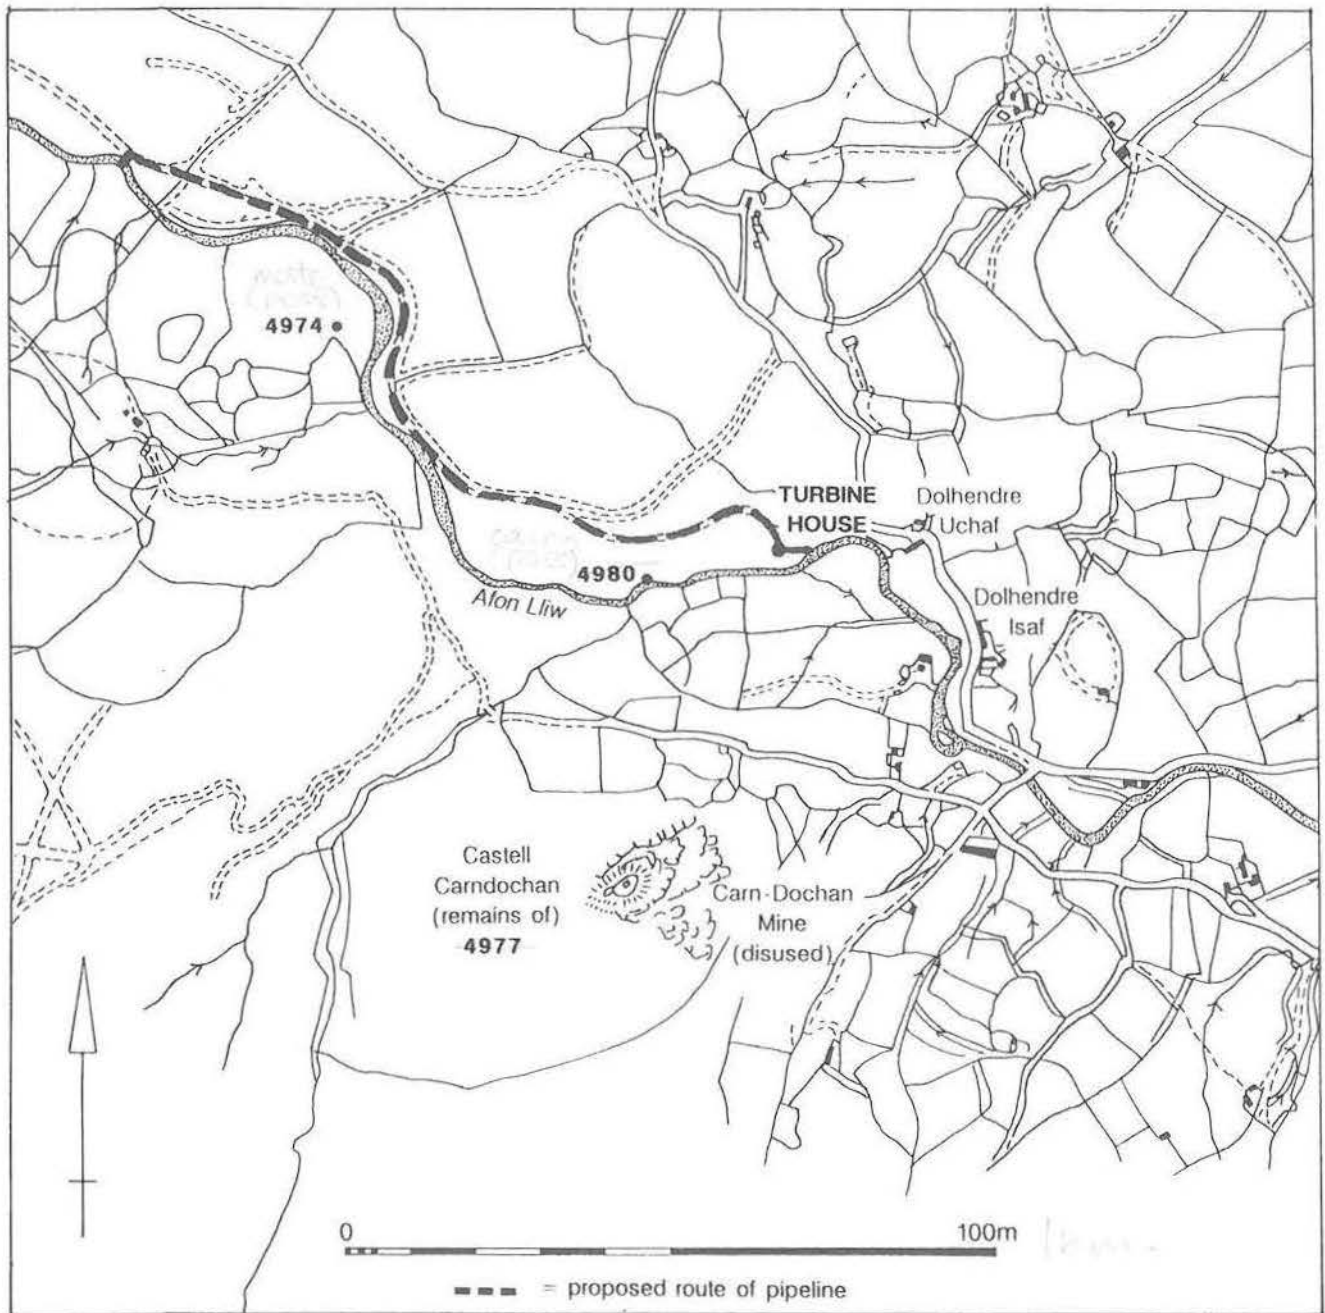 4974
TURBINE
HOUSE
Dolhendre
Uchaf
4980
Afon Lliw
Dolhendre
Isaf
Castell
Carndochan
(remains of)
4977
Carn-Dochan
Mine
(disused)
0 100m 1km.
= proposed route of pipeline